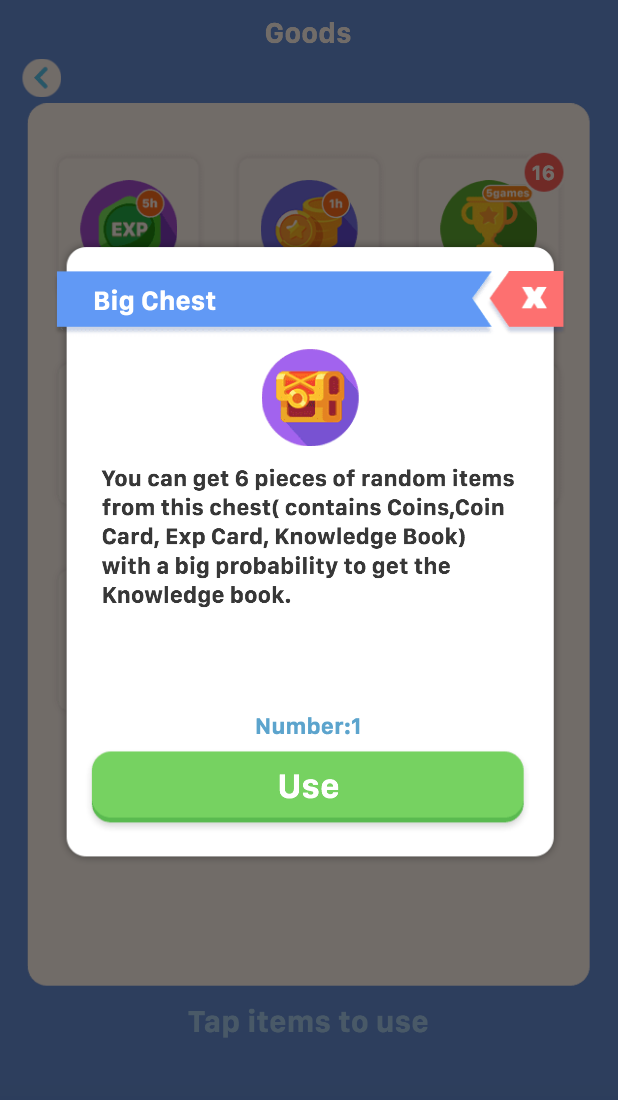 Goods
16
5h
1h
5games
EXP
Big Chest
X
You can get 6 pieces of random items
from this chest( contains Coins,Coin
Card, Exp Card, Knowledge Book)
with a big probability to get the
Knowledge book.
Number:1
Use
Tap items to use